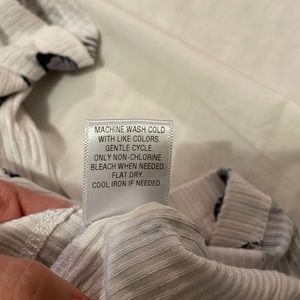 MACHINE WASH COLD
WITH LIKE COLORS.
GENTLE CYCLE.
ONLY NON-CHLORINE
BLEACH WHEN NEEDED.
FLAT DRY.
COOL IRON IF NEEDED.